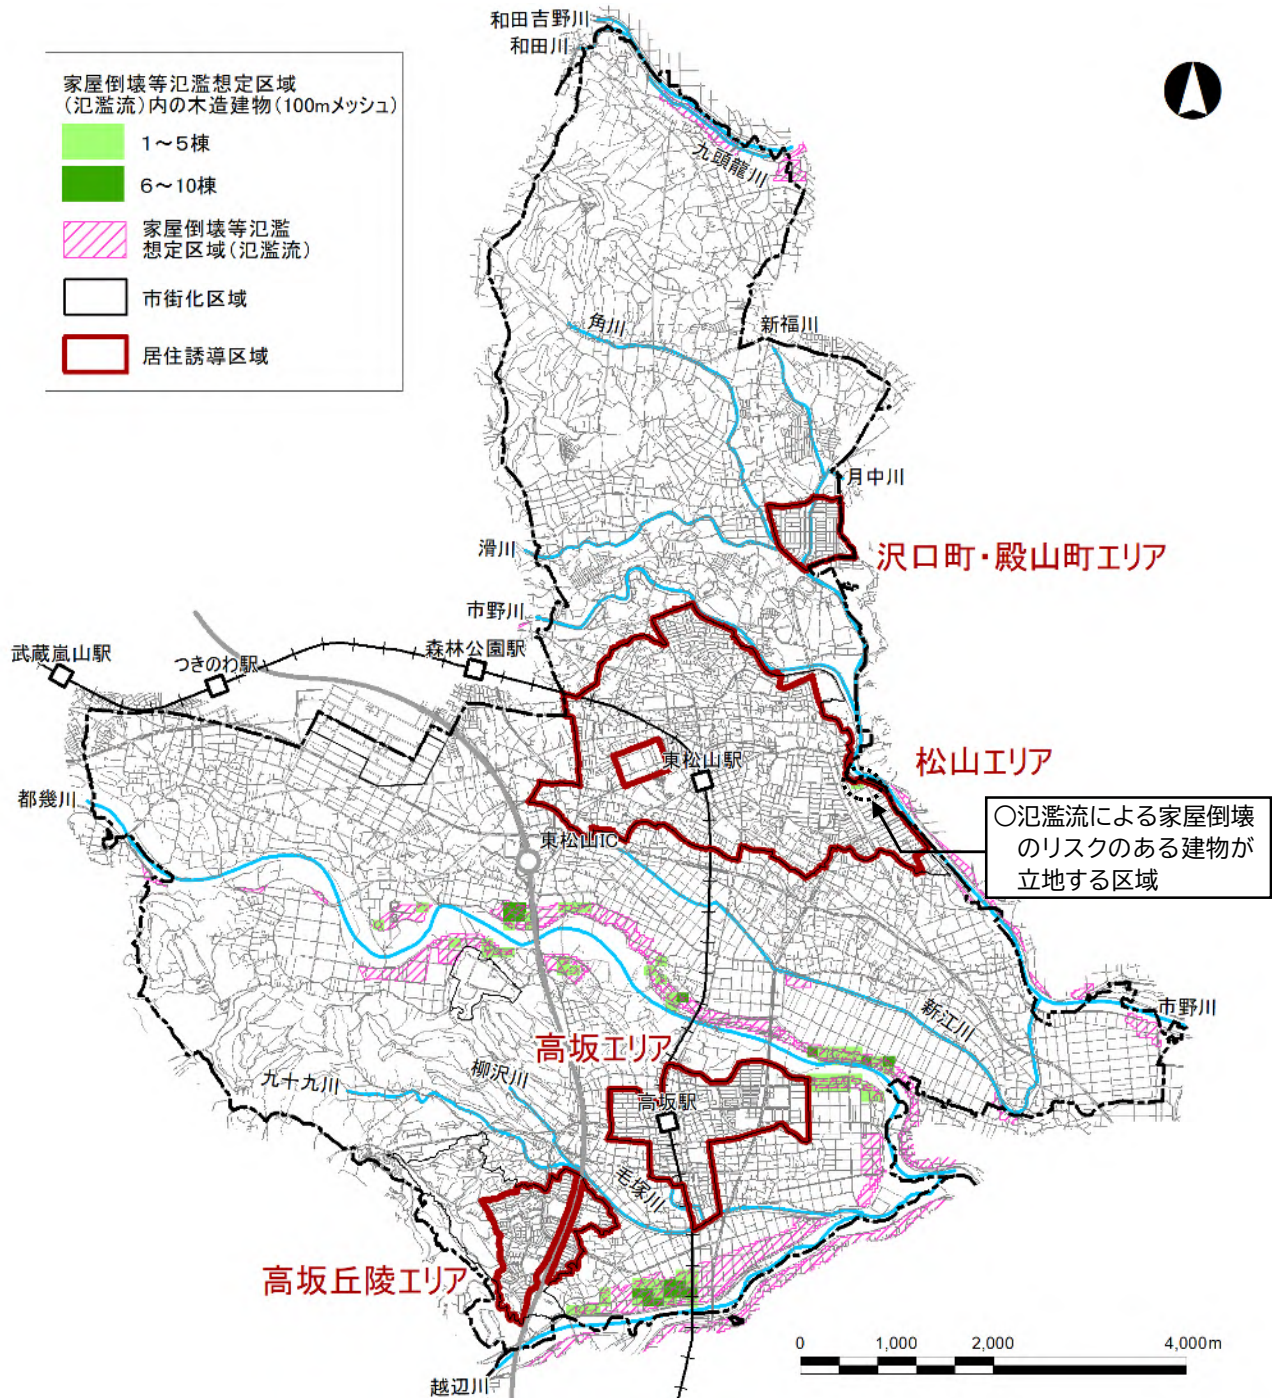 和田吉野川
和田川
家屋倒壊等氾濫想定区域
(氾濫流)内の木造建物(100mメッシュ)
1～5棟
6～10棟
家屋倒壊等氾濫
想定区域(氾濫流)
市街化区域
居住誘導区域
九頭龍川
角川
新福川
月中川
滑川
沢口町・殿山町エリア
市野川
武蔵嵐山駅
つきのわ駅
森林公園駅
東松山駅
松山エリア
都幾川
東松山IC
○氾濫流による家屋倒壊
のリスクのある建物が
立地する区域
新江川
市野川
高坂エリア
九十九川
柳沢川
高坂駅
毛塚川
高坂丘陵エリア
越辺川
0 1,000 2,000 4,000m